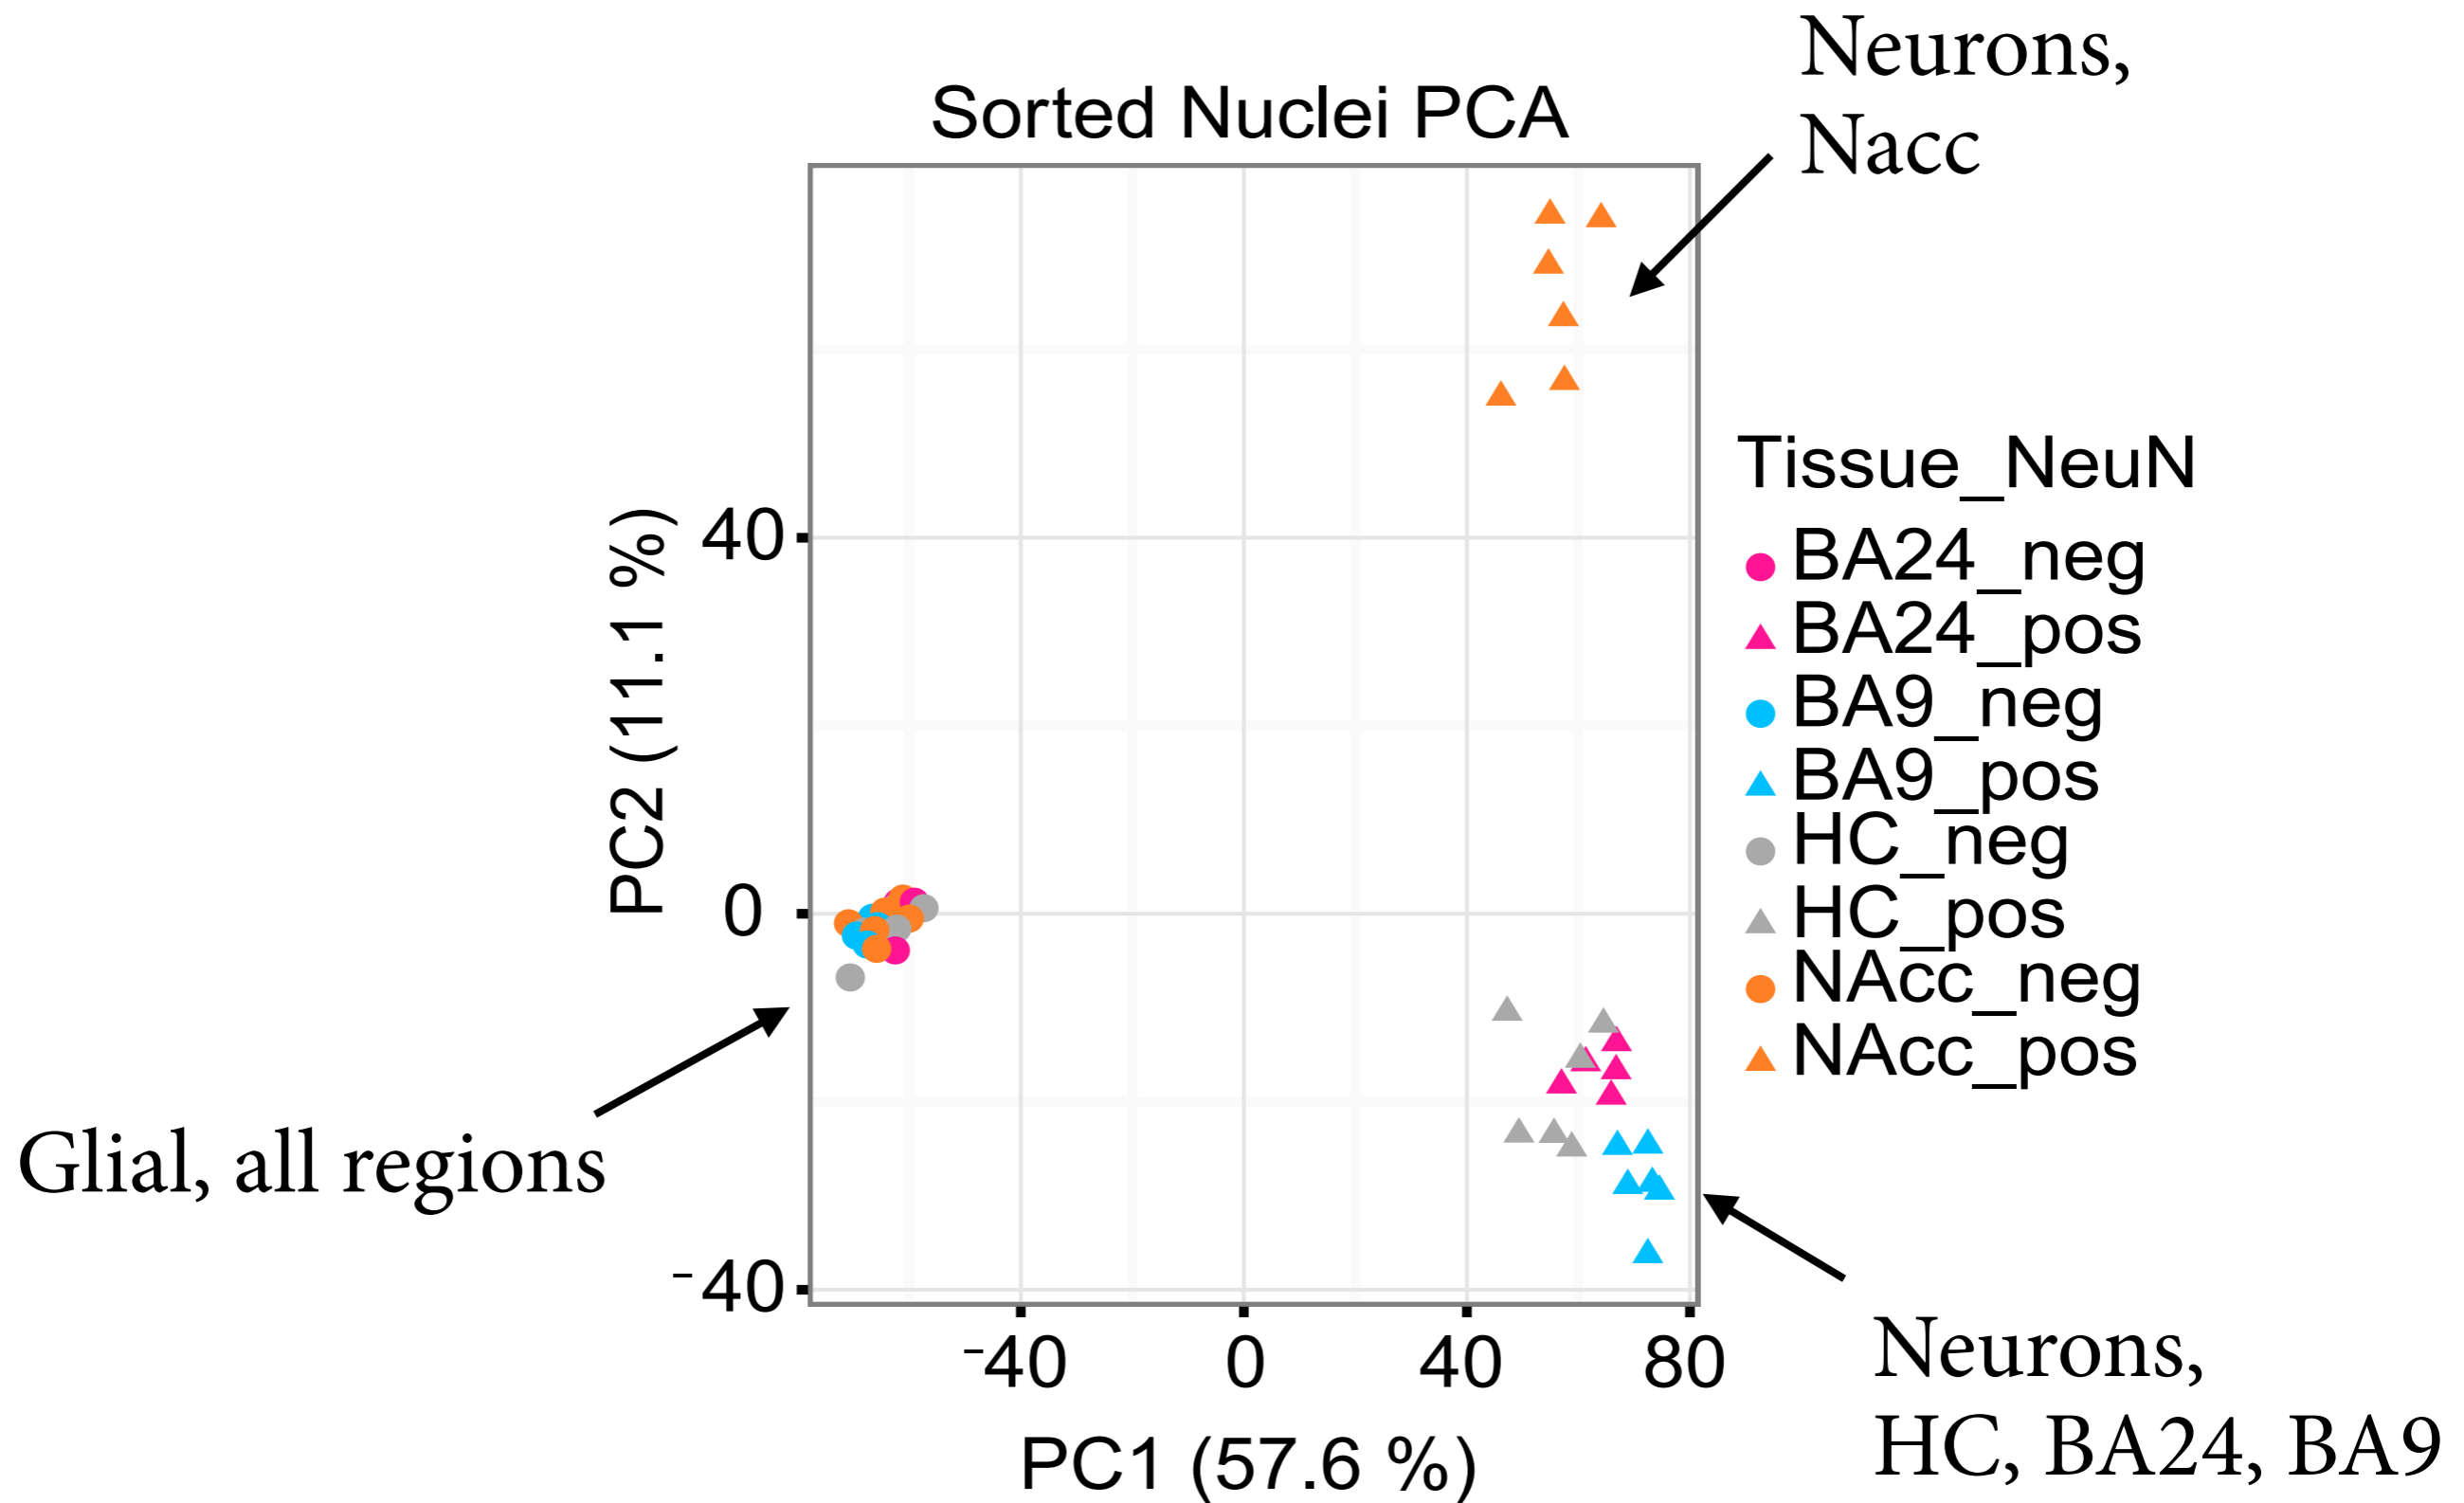 Neurons,
Nacc
Sorted Nuclei PCA
PC2 (11.1 %)
40
0
-40
-40
0
40
80
PC1 (57.6 %)
Tissue_NeuN
BA24_neg
BA24_pos
BA9_neg
BA9_pos
HC_neg
HC_pos
NAcc_neg
NAcc_pos
Glial, all regions
Neurons,
HC, BA24, BA9